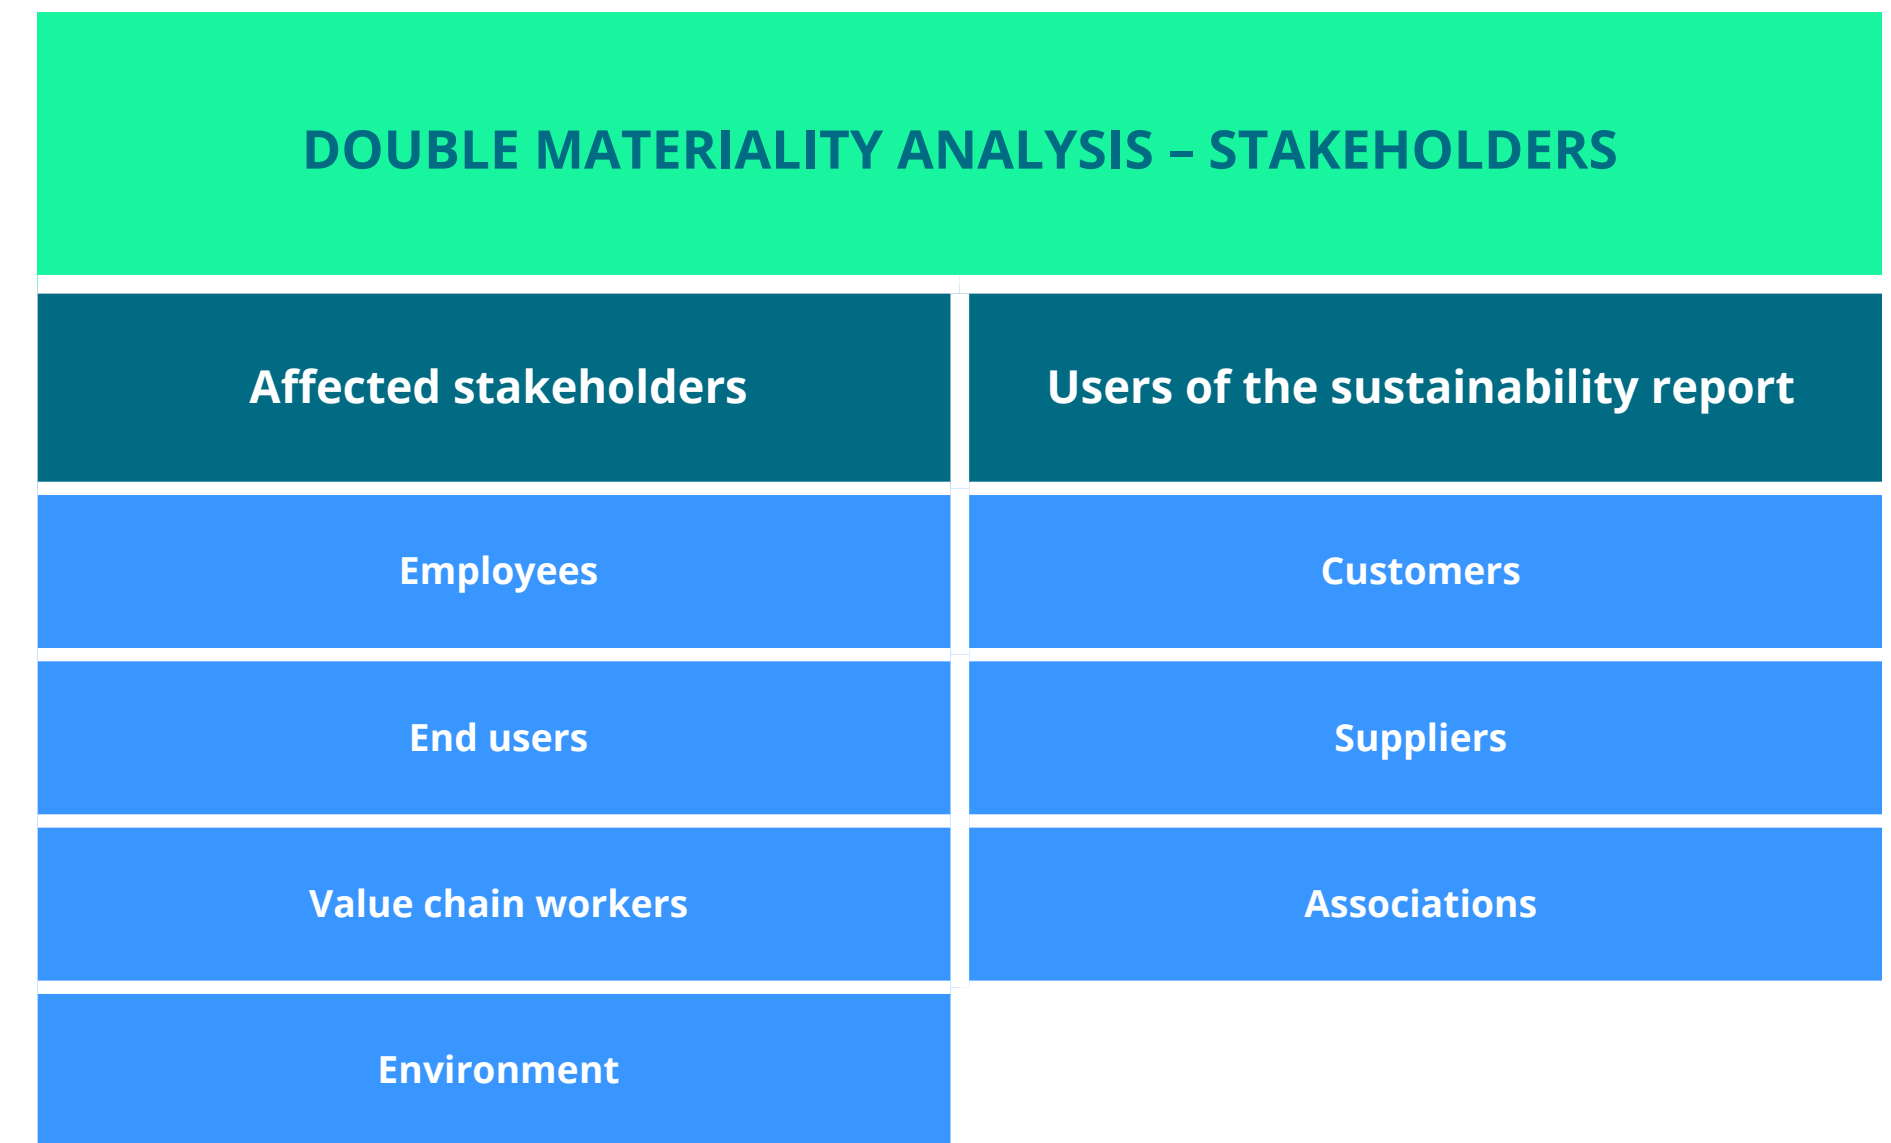 DOUBLE MATERIALITY ANALYSIS – STAKEHOLDERS
Affected stakeholders
Users of the sustainability report
Employees
Customers
End users
Suppliers
Value chain workers
Associations
Environment